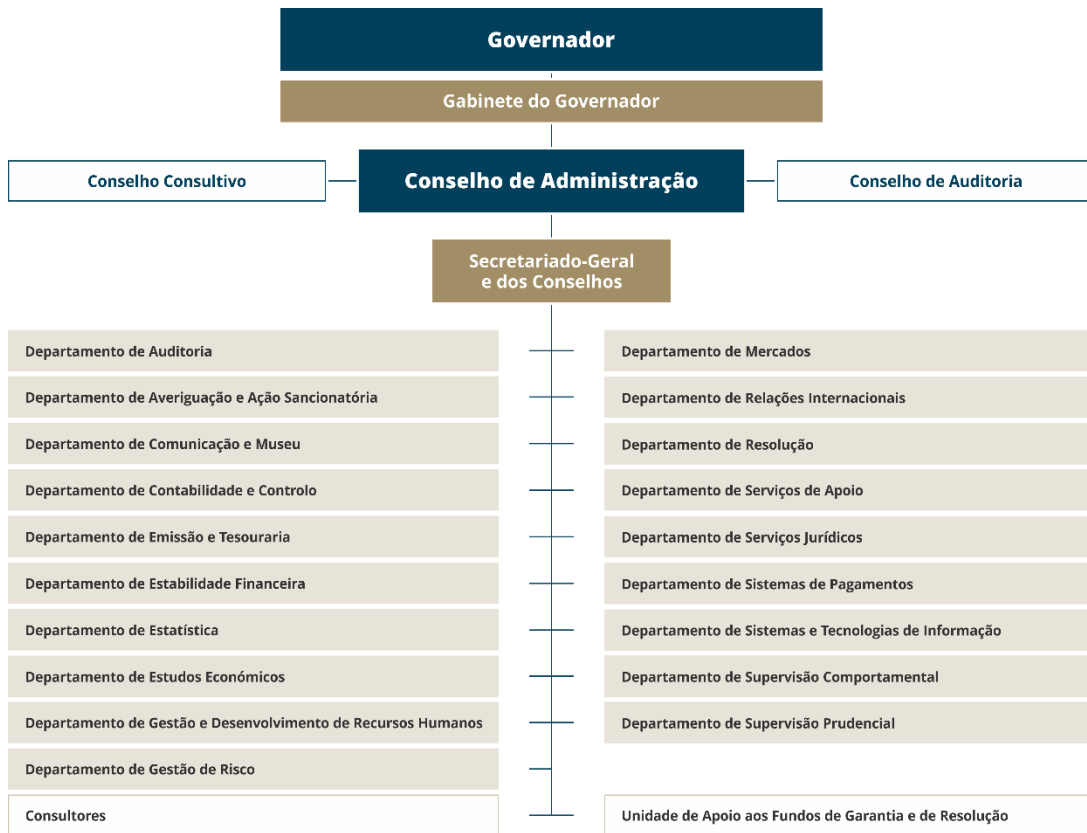 Governador
Gabinete do Governador
Conselho Consultivo
Conselho de Administração
Conselho de Auditoria
Secretariado-Geral
e dos Conselhos
Departamento de Auditoria
Departamento de Averiguação e Ação Sancionatória
Departamento de Comunicação e Museu
Departamento de Contabilidade e Controlo
Departamento de Emissão e Tesouraria
Departamento de Estabilidade Financeira
Departamento de Estatística
Departamento de Estudos Económicos
Departamento de Gestão e Desenvolvimento de Recursos Humanos
Departamento de Gestão de Risco
Consultores
Departamento de Mercados
Departamento de Relações Internacionais
Departamento de Resolução
Departamento de Serviços de Apoio
Departamento de Serviços Jurídicos
Departamento de Sistemas de Pagamentos
Departamento de Sistemas e Tecnologias de Informação
Departamento de Supervisão Comportamental
Departamento de Supervisão Prudencial
Unidade de Apoio aos Fundos de Garantia e de Resolução